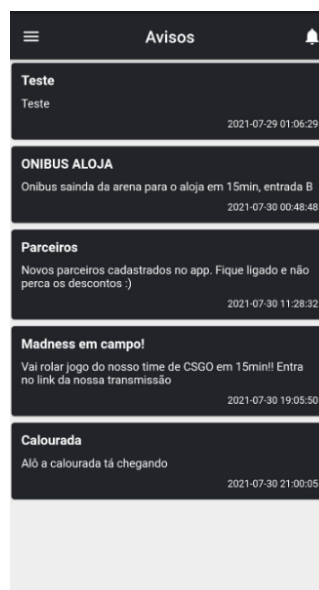 Avisos
Teste
Teste
2021-07-29 01:06:29
ONIBUS ALOJA
Onibus sainda da arena para o aloja em 15min, entrada B
2021-07-30 00:48:48
Parceiros
Novos parceiros cadastrados no app. Fique ligado e não
perca os descontos :)
2021-07-30 11:28:32
Madness em campo!
Vai rolar jogo do nosso time de CSGO em 15min!! Entra
no link da nossa transmissão
2021-07-30 19:05:50
Calourada
Alô a calourada tá chegando
2021-07-30 21:00:05